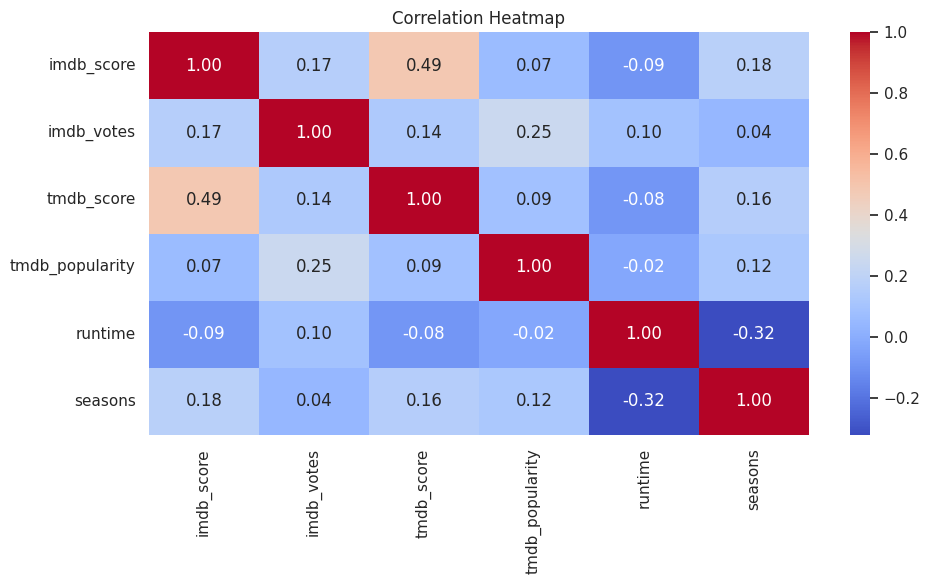 Correlation Heatmap
imdb_score 1.00 0.17 0.49 0.07 -0.09 0.18
imdb_votes 0.17 1.00 0.14 0.25 0.10 0.04
tmdb_score 0.49 0.14 1.00 0.09 -0.08 0.16
tmdb_popularity 0.07 0.25 0.09 1.00 -0.02 0.12
runtime -0.09 0.10 -0.08 -0.02 1.00 -0.32
seasons 0.18 0.04 0.16 0.12 -0.32 1.00
imdb_score
imdb_votes
tmdb_score
tmdb_popularity
runtime
seasons
1.0
0.8
0.6
0.4
0.2
0.0
−0.2